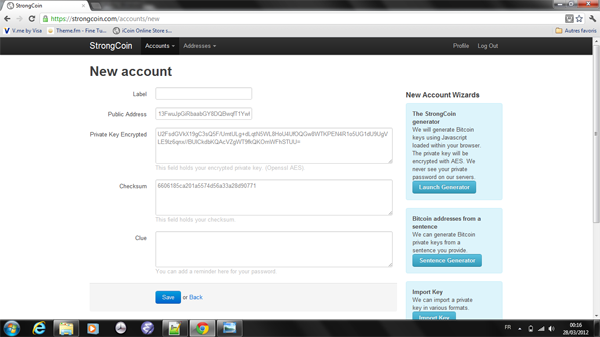 StrongCoin
https://strongcoin.com/accounts/new
V.me by Visa
Theme.fm - Fine Tu...
iCoin Online Store s...
Autres favoris
StrongCoin
Accounts
Addresses
Profile
Log Out
New account
Label
Public Address
Private Key Encrypted
This field holds your encrypted private key. (Openssl AES)
Checksum
6606185ca201a5574d56a33a28d90771
This field holds your checksum.
Clue
You can add a reminder here for your password
Save or Back
New Account Wizards
The StrongCoin
generator
We will generate Bitcoin
keys using Javascript
loaded within your browser.
The private key will be
encrypted with AES. We
never see your private
password on our servers.
Launch Generator
Bitcoin addresses from a
sentence
We can generate Bitcoin
private keys from a
sentence you provide.
Sentence Generator
Import Key
We can import a private
key in various formats.
Import Key
FR
00:16
28/03/2012